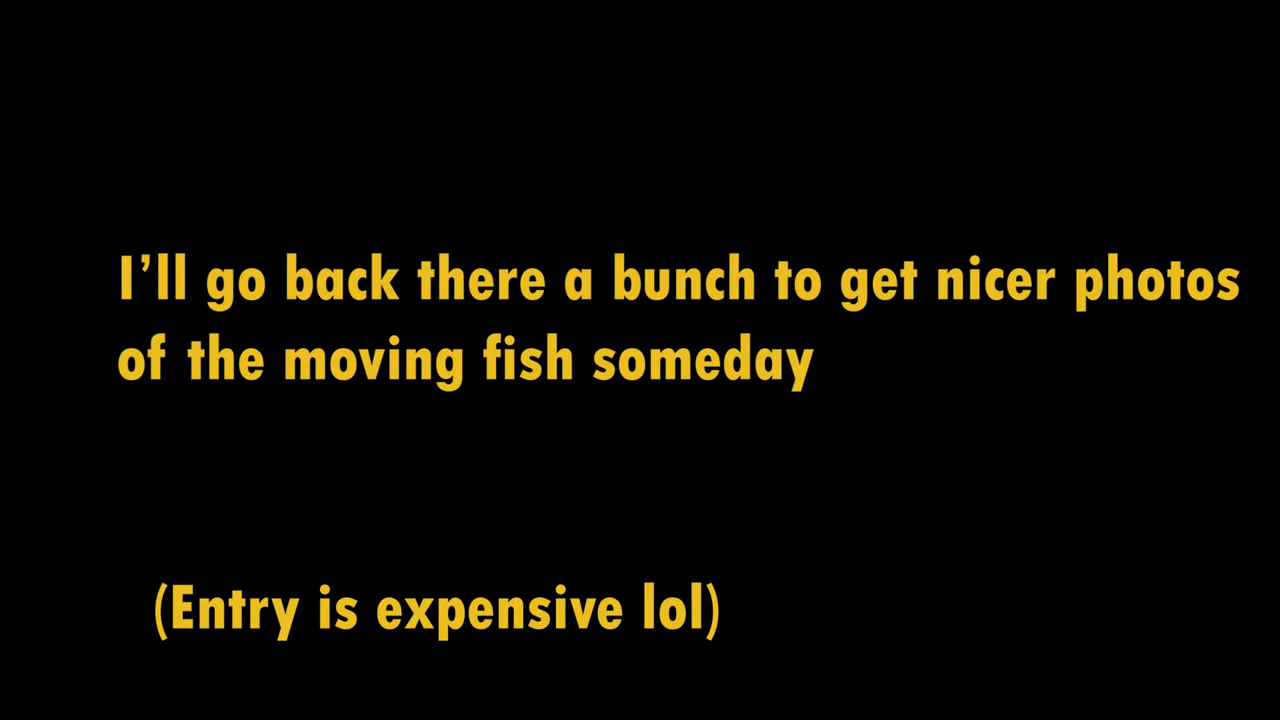 I’ll go back there a bunch to get nicer photos
of the moving fish someday
(Entry is expensive lol)